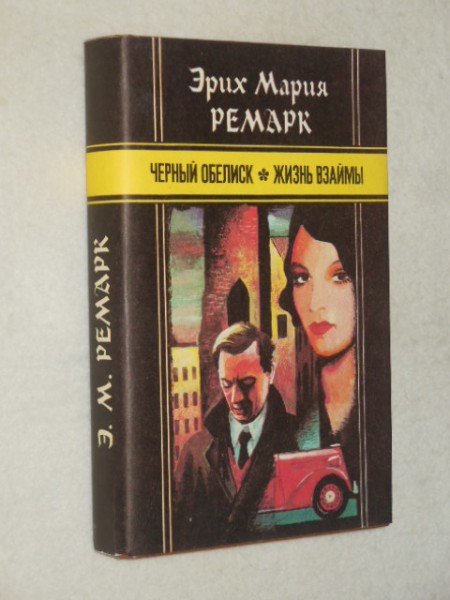 Эрих Мария
РЕМАРК
ЧЕРНЫЙ ОБЕЛИСК * ЖИЗНЬ ВЗАЙМЫ
Э. М. РЕМАРК